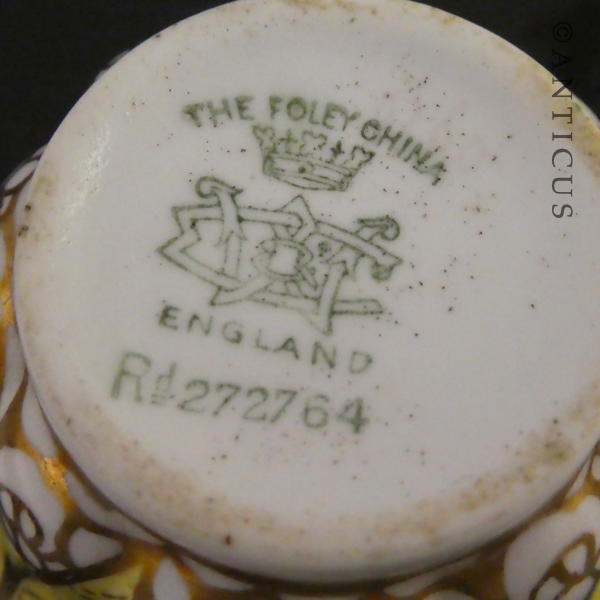 THE FOLEY CHINA
ENGLAND
Rd 272764
© ANTICUS